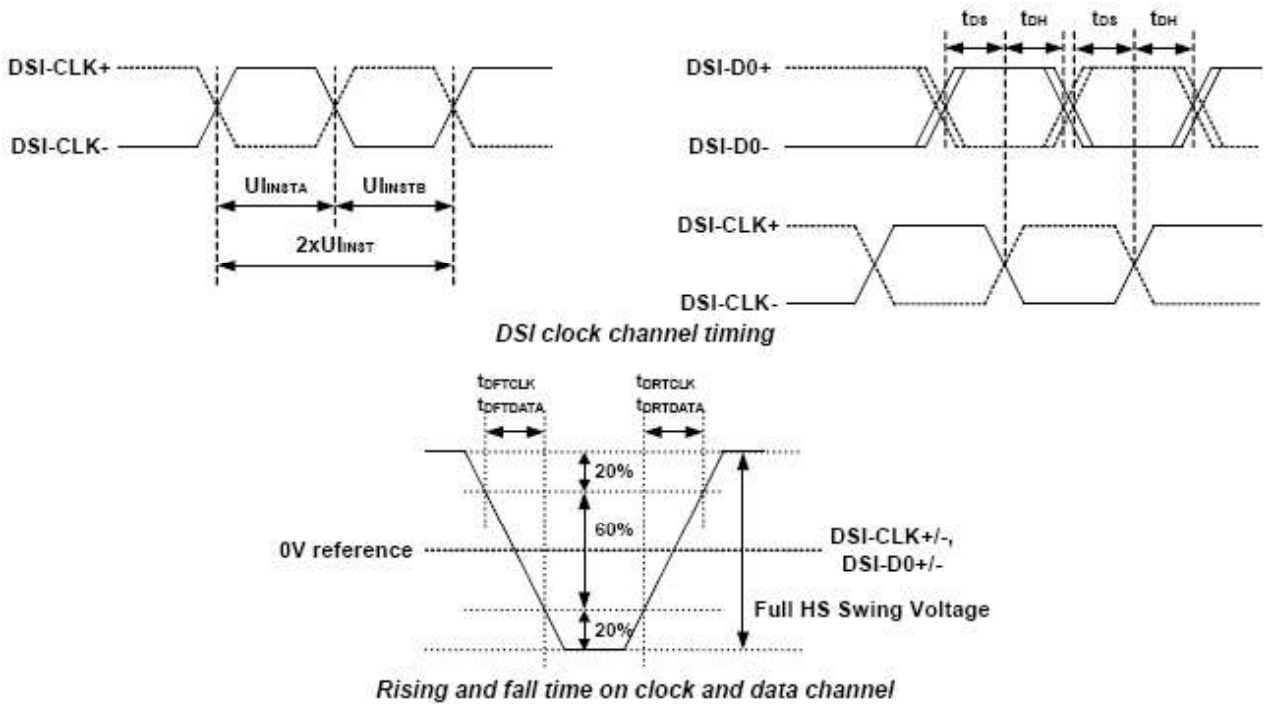 DSI-CLK+
DSI-CLK-
UIINSTA
UIINSTB
2xUIINST
tDS
tDH
tDS
tDH
DSI-D0+
DSI-D0-
DSI-CLK+
DSI-CLK-
DSI clock channel timing
tDFTCLK
tDFTDATA
tDRTCLK
tDRTDATA
20%
60%
20%
0V reference
DSI-CLK+/-,
DSI-D0+/-
Full HS Swing Voltage
Rising and fall time on clock and data channel